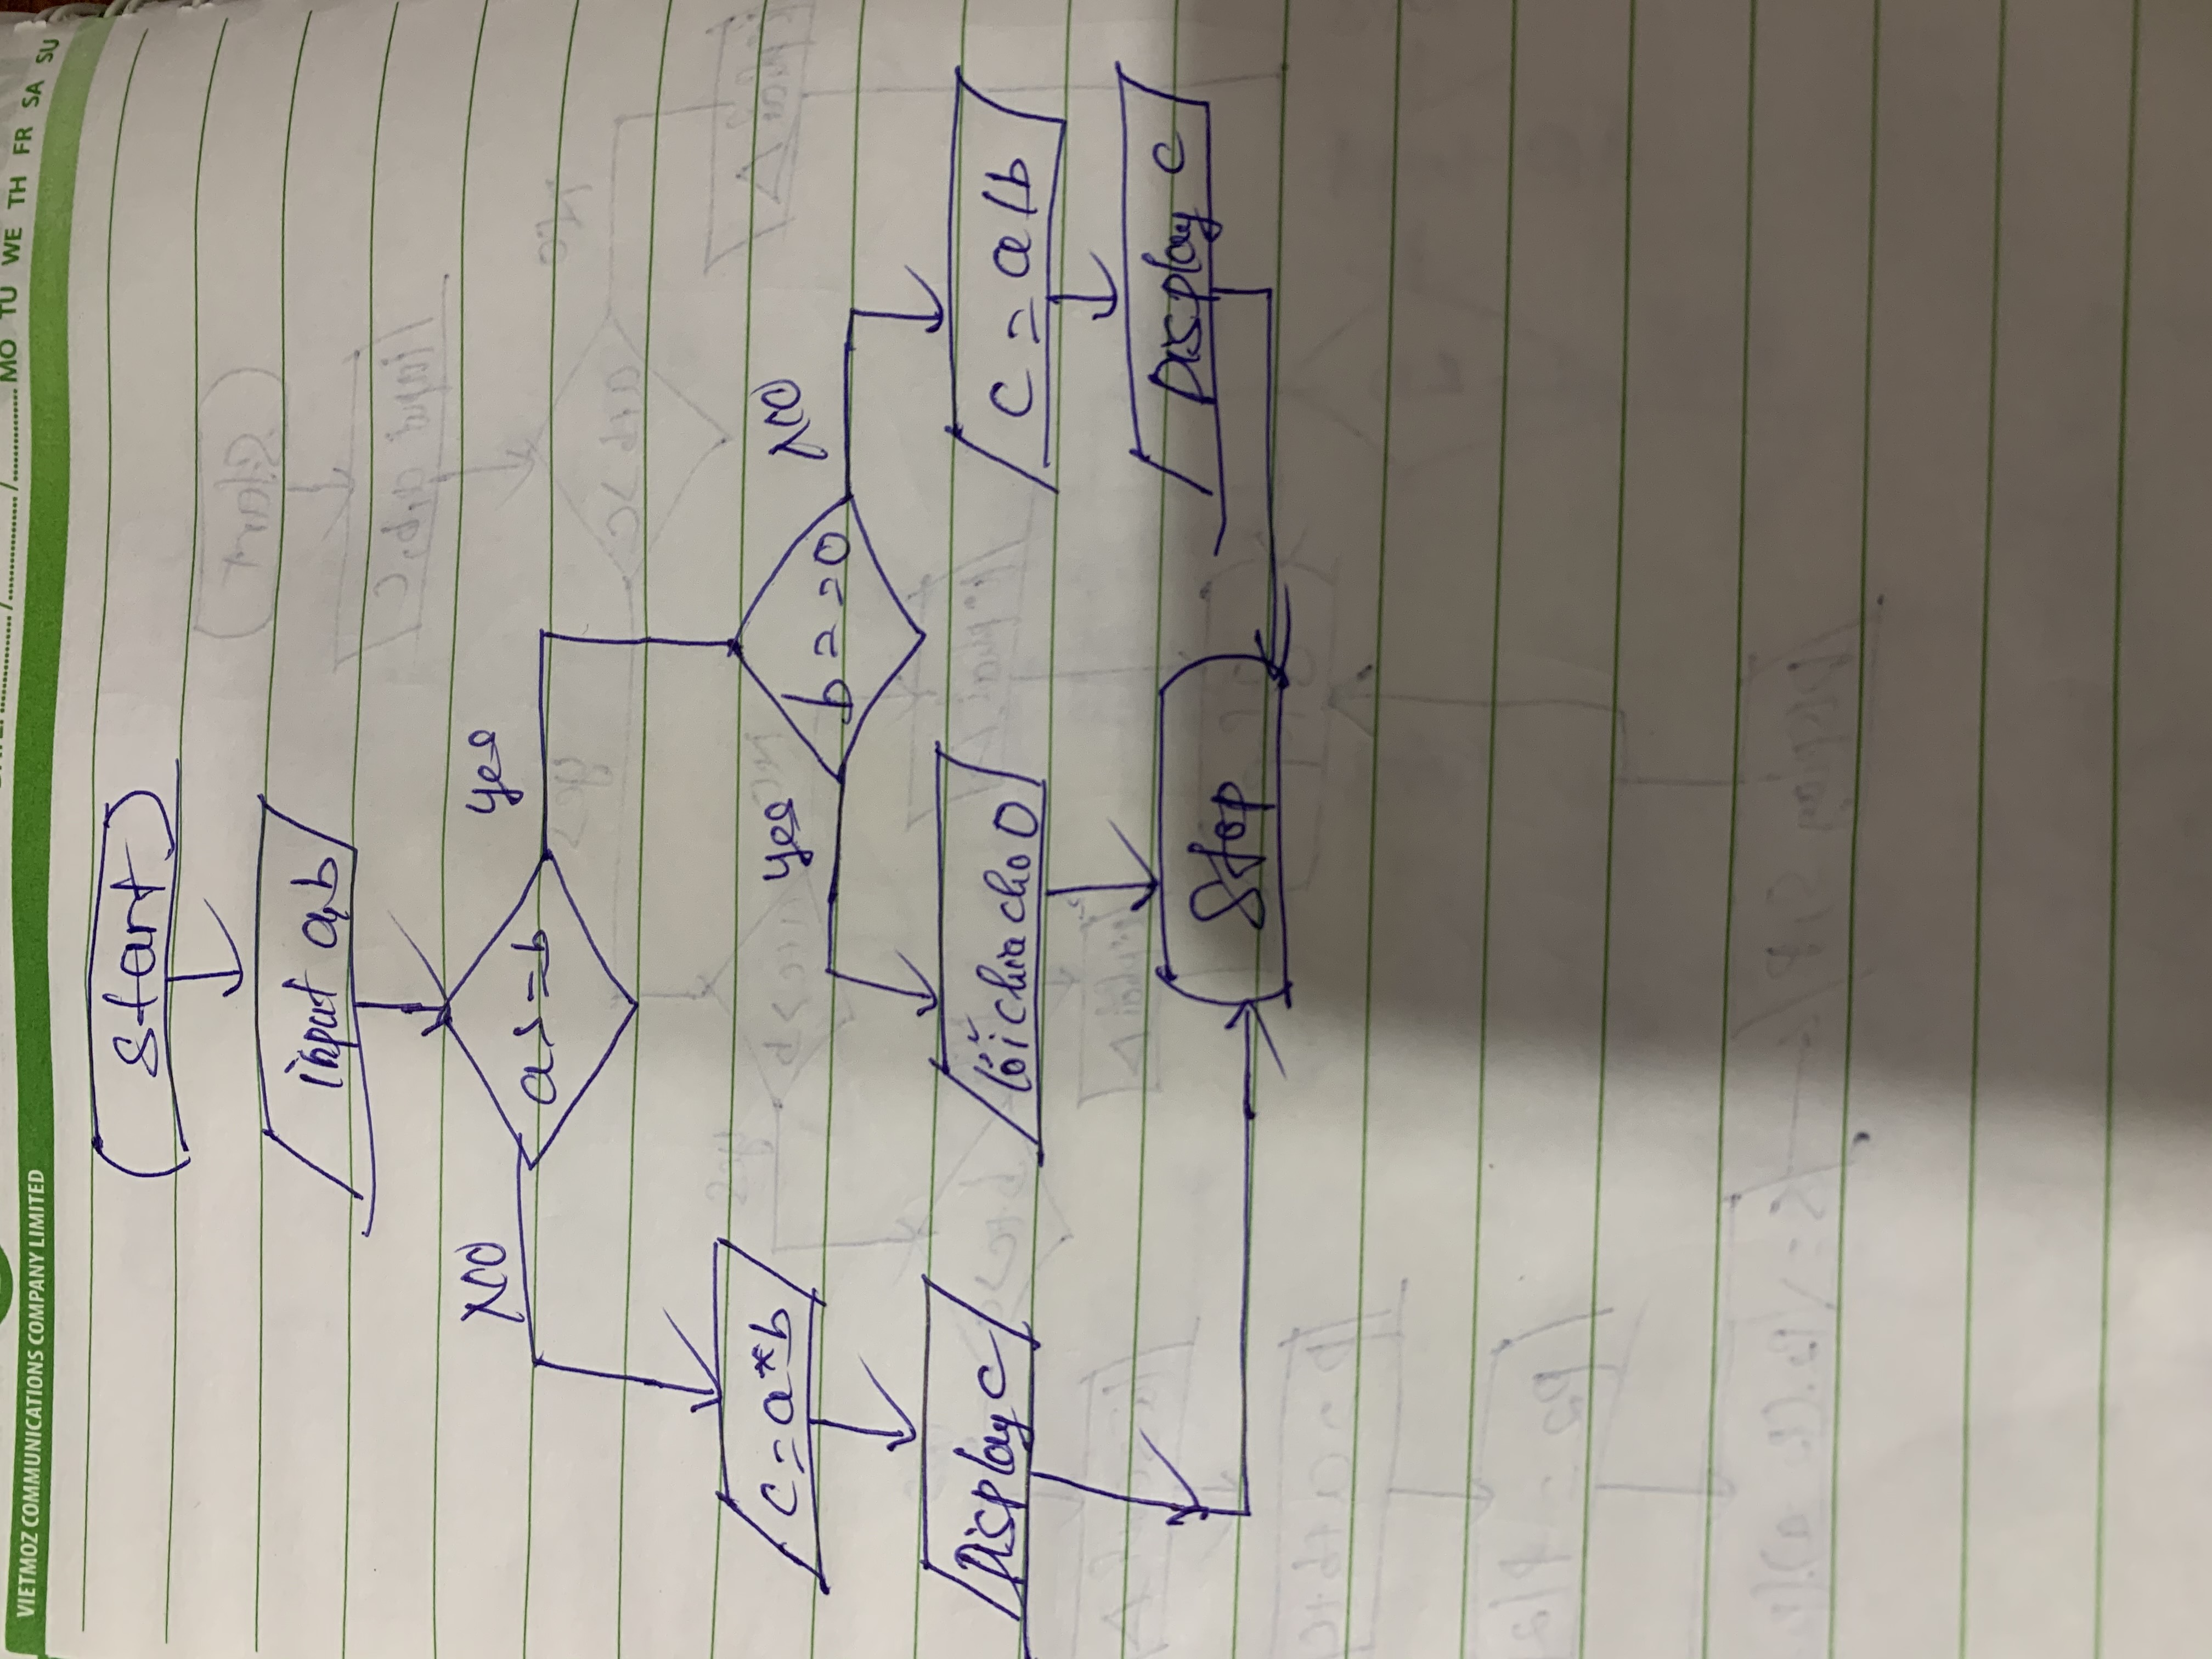 VIETMOZ COMMUNICATIONS COMPANY LIMITED
MO TU WE TH FR SA SU
Start
input a,b
NO
yes
a >= b
c = a*b
yes
b == 0
NO
Display c
lỗi chia cho 0
c = a/b
Display c
Stop